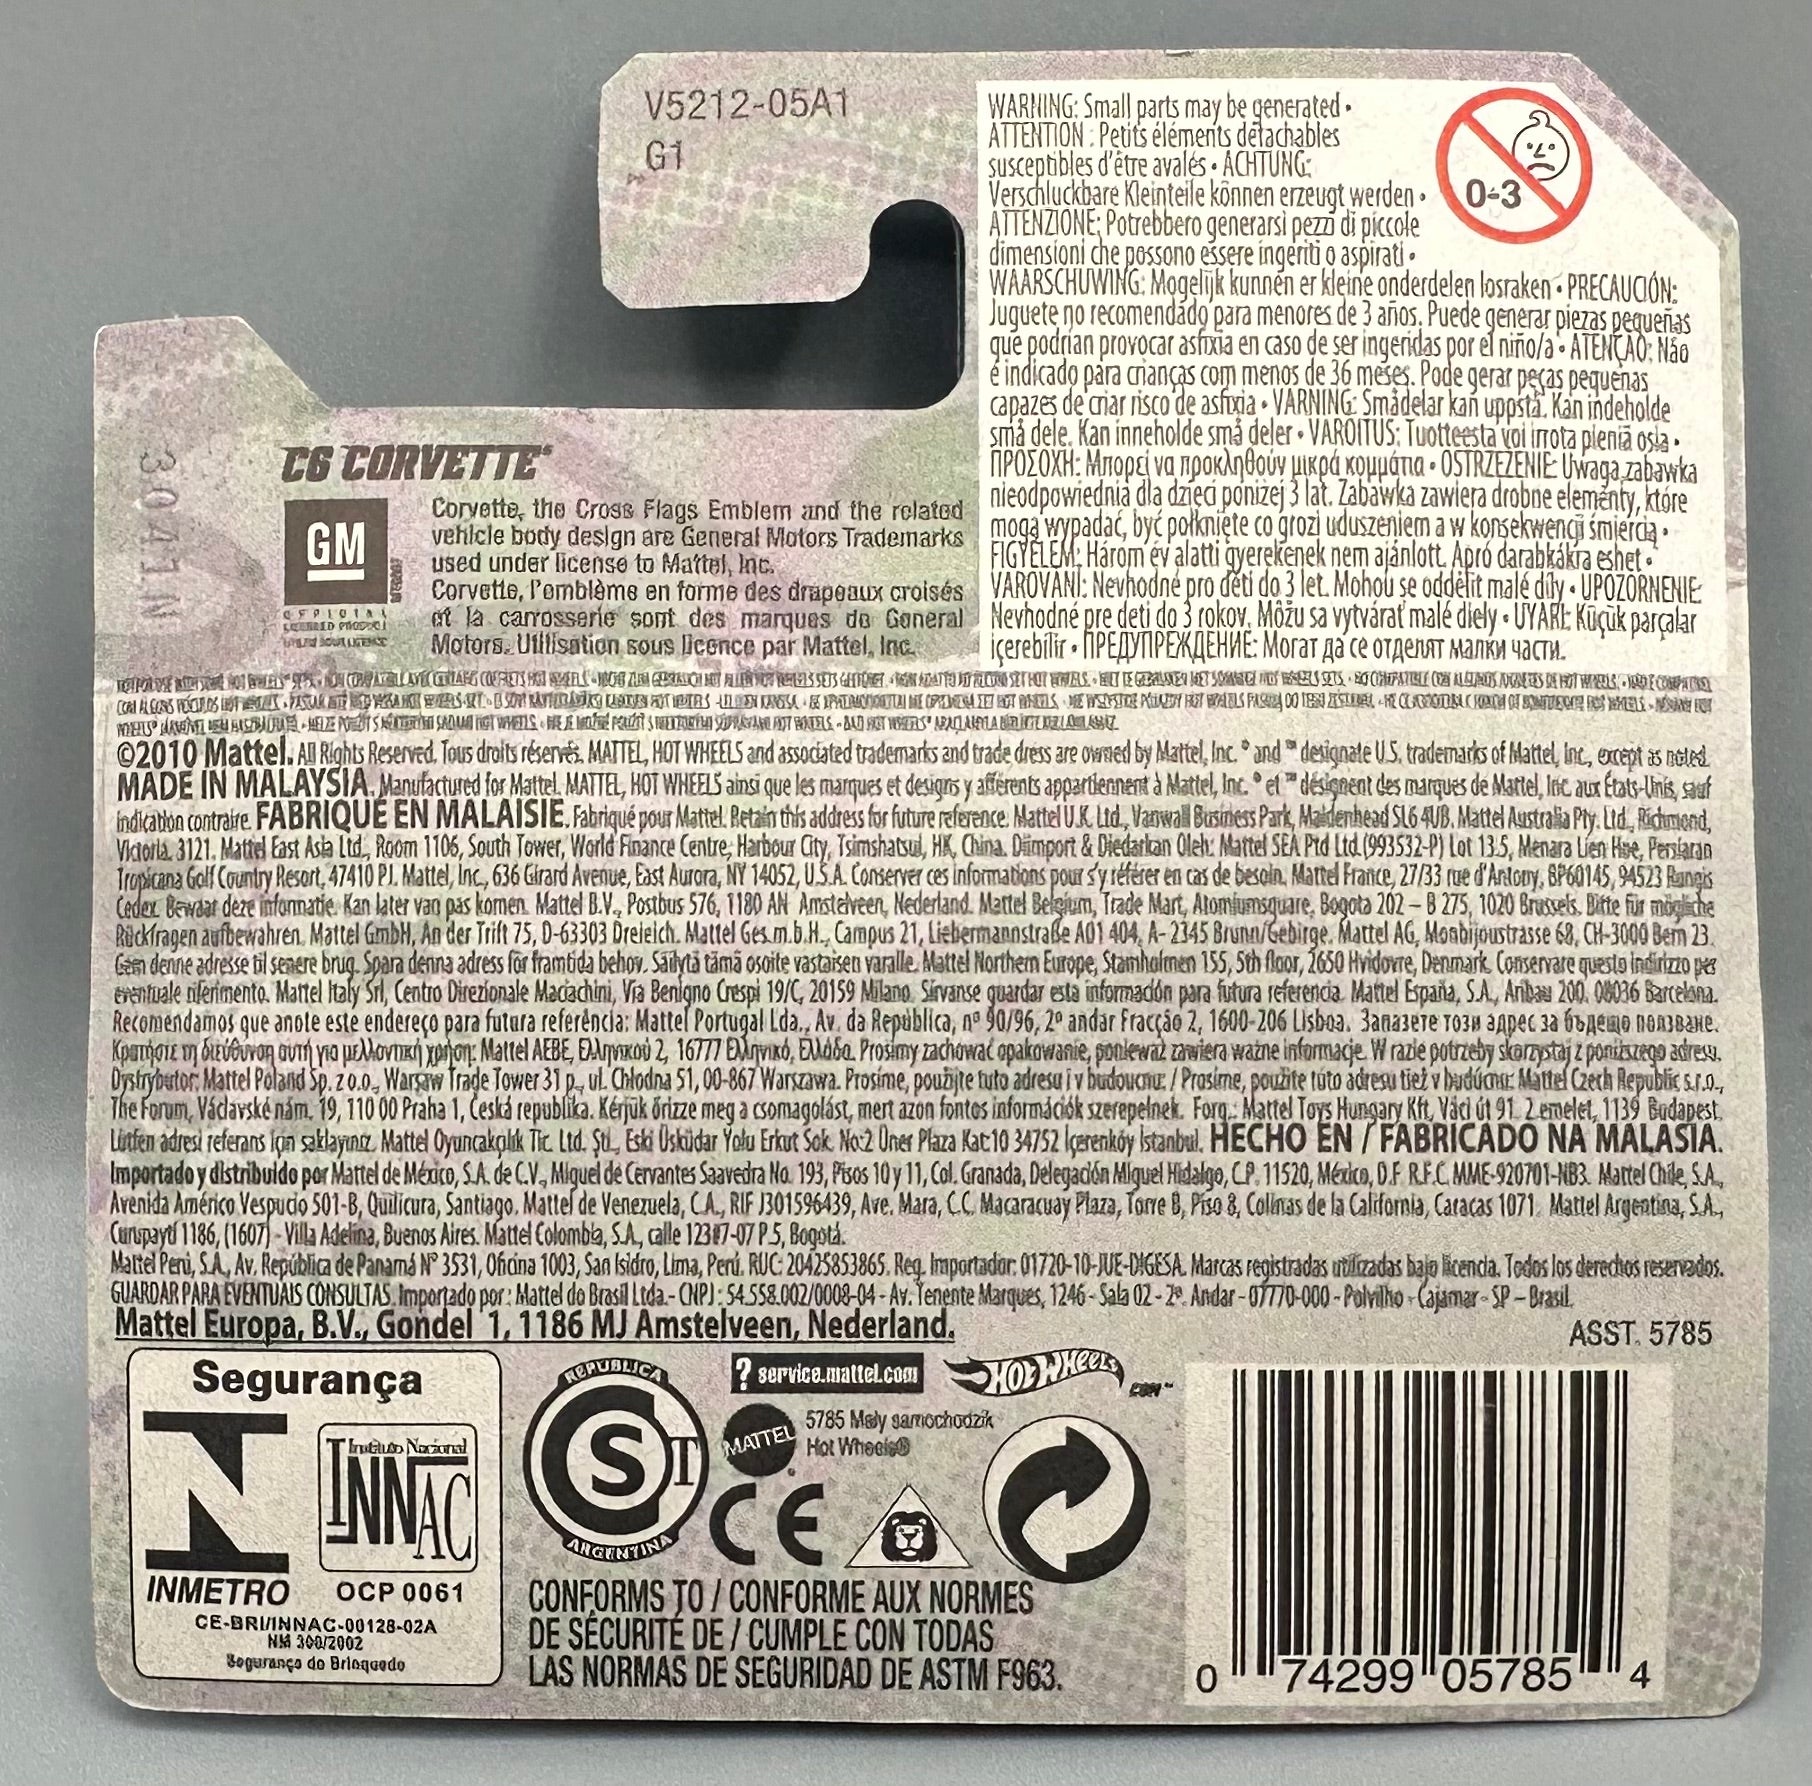 V5212-05A1
G1
WARNING: Small parts may be generated •
ATTENTION : Petits éléments détachables
susceptibles d'être avalés • ACHTUNG:
Verschluckbare Kleinteile können erzeugt werden •
ATTENZIONE: Potrebbero generarsi pezzi di piccole
dimensioni che possono essere ingeriti o aspirati •
WAARSCHUWING: Mogelijk kunnen er kleine onderdelen losraken • PRECAUCIÓN:
Juguete no recomendado para menores de 3 años. Puede generar piezas pequeñas
que podrían provocar asfixia en caso de ser ingeridas por el niño/a • ATENÇÃO: Não
é indicado para crianças com menos de 36 meses. Pode gerar peças pequenas
capazes de criar risco de asfixia • VARNING: Smådelar kan uppstå. Kan indeholde
små dele. Kan inneholde små deler • VAROITUS: Tuotteesta voi irrota pieniä osia •
ΠΡΟΣΟΧΗ: Μπορεί να προκληθούν μικρά κομμάτια • OSTRZEŻENIE: Uwaga zabawka
nieodpowiednia dla dzieci poniżej 3 lat. Zabawka zawiera drobne elementy, które
mogą wypadać, być połknięte co grozi uduszeniem a w konsekwencji śmiercią •
FIGYELEM: Három év alatti gyerekenek nem ajánlott. Apró darabkákra eshet •
VAROVÁNÍ: Nevhodné pro děti do 3 let. Mohou se oddělit malé díly • UPOZORNENIE:
Nevhodné pre deti do 3 rokov. Môžu sa vytvárať malé diely • UYARI: Küçük parçalar
içerebilir • ПРЕДУПРЕЖДЕНИЕ: Могат да се отделят малки части.
0-3
30411N
C6 CORVETTE®
GM
OFFICIAL
LICENSED PRODUCT
Corvette, the Cross Flags Emblem and the related
vehicle body design are General Motors Trademarks
used under license to Mattel, Inc.
Corvette, l'emblème en forme des drapeaux croisés
et la carrosserie sont des marques de General
Motors. Utilisation sous licence par Mattel, Inc.
©2010 Mattel. All Rights Reserved. Tous droits réservés. MATTEL, HOT WHEELS and associated trademarks and trade dress are owned by Mattel, Inc. ® and ™ designate U.S. trademarks of Mattel, Inc., except as noted.
MADE IN MALAYSIA. Manufactured for Mattel. MATTEL, HOT WHEELS ainsi que les marques et designs y afférents appartiennent à Mattel, Inc. ® et ™ désignent des marques de Mattel, Inc. aux États-Unis, sauf
indication contraire. FABRIQUÉ EN MALAISIE. Fabriqué pour Mattel. Retain this address for future reference. Mattel U.K. Ltd., Vanwall Business Park, Maidenhead SL6 4UB. Mattel Australia Pty. Ltd., Richmond,
Victoria. 3121. Mattel East Asia Ltd., Room 1106, South Tower, World Finance Centre, Harbour City, Tsimshatsui, HK, China. Diimport & Diedarkan Oleh: Mattel SEA Ptd Ltd.(993532-P) Lot 13.5, Menara Lien Hoe, Persiaran
Tropicana Golf Country Resort, 47410 PJ. Mattel, Inc., 636 Girard Avenue, East Aurora, NY 14052, U.S.A. Conserver ces informations pour s'y référer en cas de besoin. Mattel France, 27/33 rue d'Antony, BP60145, 94523 Rungis
Cedex. Bewaar deze informatie. Kan later van pas komen. Mattel B.V., Postbus 576, 1180 AN Amstelveen, Nederland. Mattel Belgium, Trade Mart, Atomiumsquare, Bogota 202 – B 275, 1020 Brussels. Bitte für mögliche
Rückfragen aufbewahren. Mattel GmbH, An der Trift 75, D-63303 Dreieich. Mattel Ges.m.b.H., Campus 21, Liebermannstraße A01 404, A- 2345 Brunn/Gebirge. Mattel AG, Monbijoustrasse 68, CH-3000 Bern 23.
Gem denne adresse til senere brug. Spara denna adress för framtida behov. Säilytä tämä osoite vastaisen varalle. Mattel Northern Europe, Stamholmen 155, 5th floor, 2650 Hvidovre, Denmark. Conservare questo indirizzo per
eventuale riferimento. Mattel Italy Srl, Centro Direzionale Maciachini, Via Benigno Crespi 19/C, 20159 Milano. Sírvanse guardar esta información para futura referencia. Mattel España, S.A., Aribau 200. 08036 Barcelona.
Recomendamos que anote este endereço para futura referência: Mattel Portugal Lda., Av. da República, nº 90/96, 2º andar Fracção 2, 1600-206 Lisboa. Запазете този адрес за бъдещо ползване.
Κρατήστε τη διεύθυνση αυτή για μελλοντική χρήση: Mattel AEBE, Ελληνικού 2, 16777 Ελληνικό, Ελλάδα. Prosimy zachować opakowanie, ponieważ zawiera ważne informacje. W razie potrzeby skorzystaj z poniższego adresu.
Dystrybutor: Mattel Poland Sp. z o.o., Warsaw Trade Tower 31 p., ul. Chłodna 51, 00-867 Warszawa. Prosíme, použijte tuto adresu i v budoucnu: / Prosíme, použite túto adresu tiež v budúcnu: Mattel Czech Republic s.r.o.,
The Forum, Václavské nám. 19, 110 00 Praha 1, Česká republika. Kérjük őrizze meg a csomagolást, mert azon fontos információk szerepelnek. Forg.: Mattel Toys Hungary Kft, Váci út 91. 2.emelet, 1139 Budapest.
Lütfen adresi referans için saklayınız. Mattel Oyuncakçılık Tic. Ltd. Şti., Eski Üsküdar Yolu Erkut Sok. No:2 Üner Plaza Kat:10 34752 İçerenköy İstanbul. HECHO EN / FABRICADO NA MALASIA.
Importado y distribuido por Mattel de México, S.A. de C.V., Miguel de Cervantes Saavedra No. 193, Pisos 10 y 11, Col. Granada, Delegación Miguel Hidalgo, C.P. 11520, México, D.F. R.F.C. MME-920701-NB3. Mattel Chile, S.A.,
Avenida Américo Vespucio 501-B, Quilicura, Santiago. Mattel de Venezuela, C.A., RIF J301596439, Ave. Mara, C.C. Macaracuay Plaza, Torre B, Piso 8, Colinas de la California, Caracas 1071. Mattel Argentina, S.A.,
Curupaytí 1186, (1607) - Villa Adelina, Buenos Aires. Mattel Colombia, S.A., calle 123#7-07 P.5, Bogotá.
Mattel Perú, S.A., Av. República de Panamá N° 3531, Oficina 1003, San Isidro, Lima, Perú. RUC: 20425853865. Reg. Importador: 01720-10-JUE-DIGESA. Marcas registradas utilizadas bajo licencia. Todos los derechos reservados.
GUARDAR PARA EVENTUAIS CONSULTAS. Importado por : Mattel do Brasil Ltda.- CNPJ : 54.558.002/0008-04 - Av. Tenente Marques, 1246 - Sala 02 - 2º. Andar - 07770-000 - Polvilho - Cajamar - SP – Brasil.
Mattel Europa, B.V., Gondel 1, 1186 MJ Amstelveen, Nederland.
ASST. 5785
Segurança
INMETRO
Instituto Nacional
INNAC
OCP 0061
CE-BRI/INNAC-00128-02A
NM 300/2002
Segurança do Brinquedo
REPUBLICA
CST
ARGENTINA
? service.mattel.com
HOT WHEELS
.COM™
MATTEL
5785 Mały samochodzik
Hot Wheels®
CE
CONFORMS TO / CONFORME AUX NORMES
DE SÉCURITÉ DE / CUMPLE CON TODAS
LAS NORMAS DE SEGURIDAD DE ASTM F963.
0 74299 05785 4